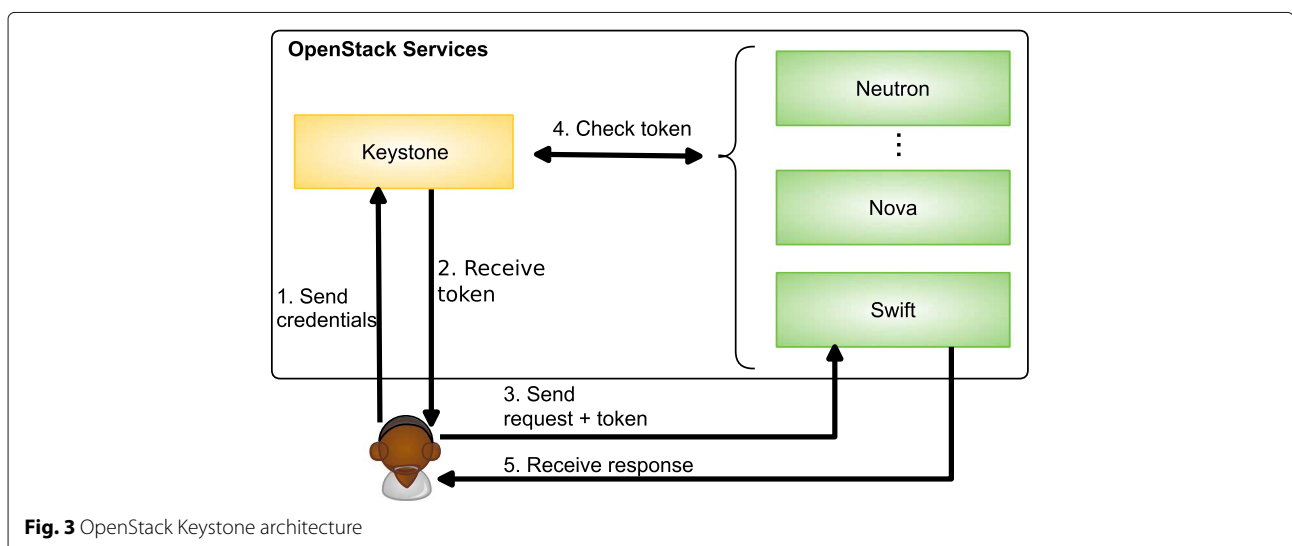 OpenStack Services
Neutron
4. Check token
Keystone
Nova
2. Receive
token
1. Send
credentials
Swift
3. Send
request + token
5. Receive response
Fig. 3 OpenStack Keystone architecture